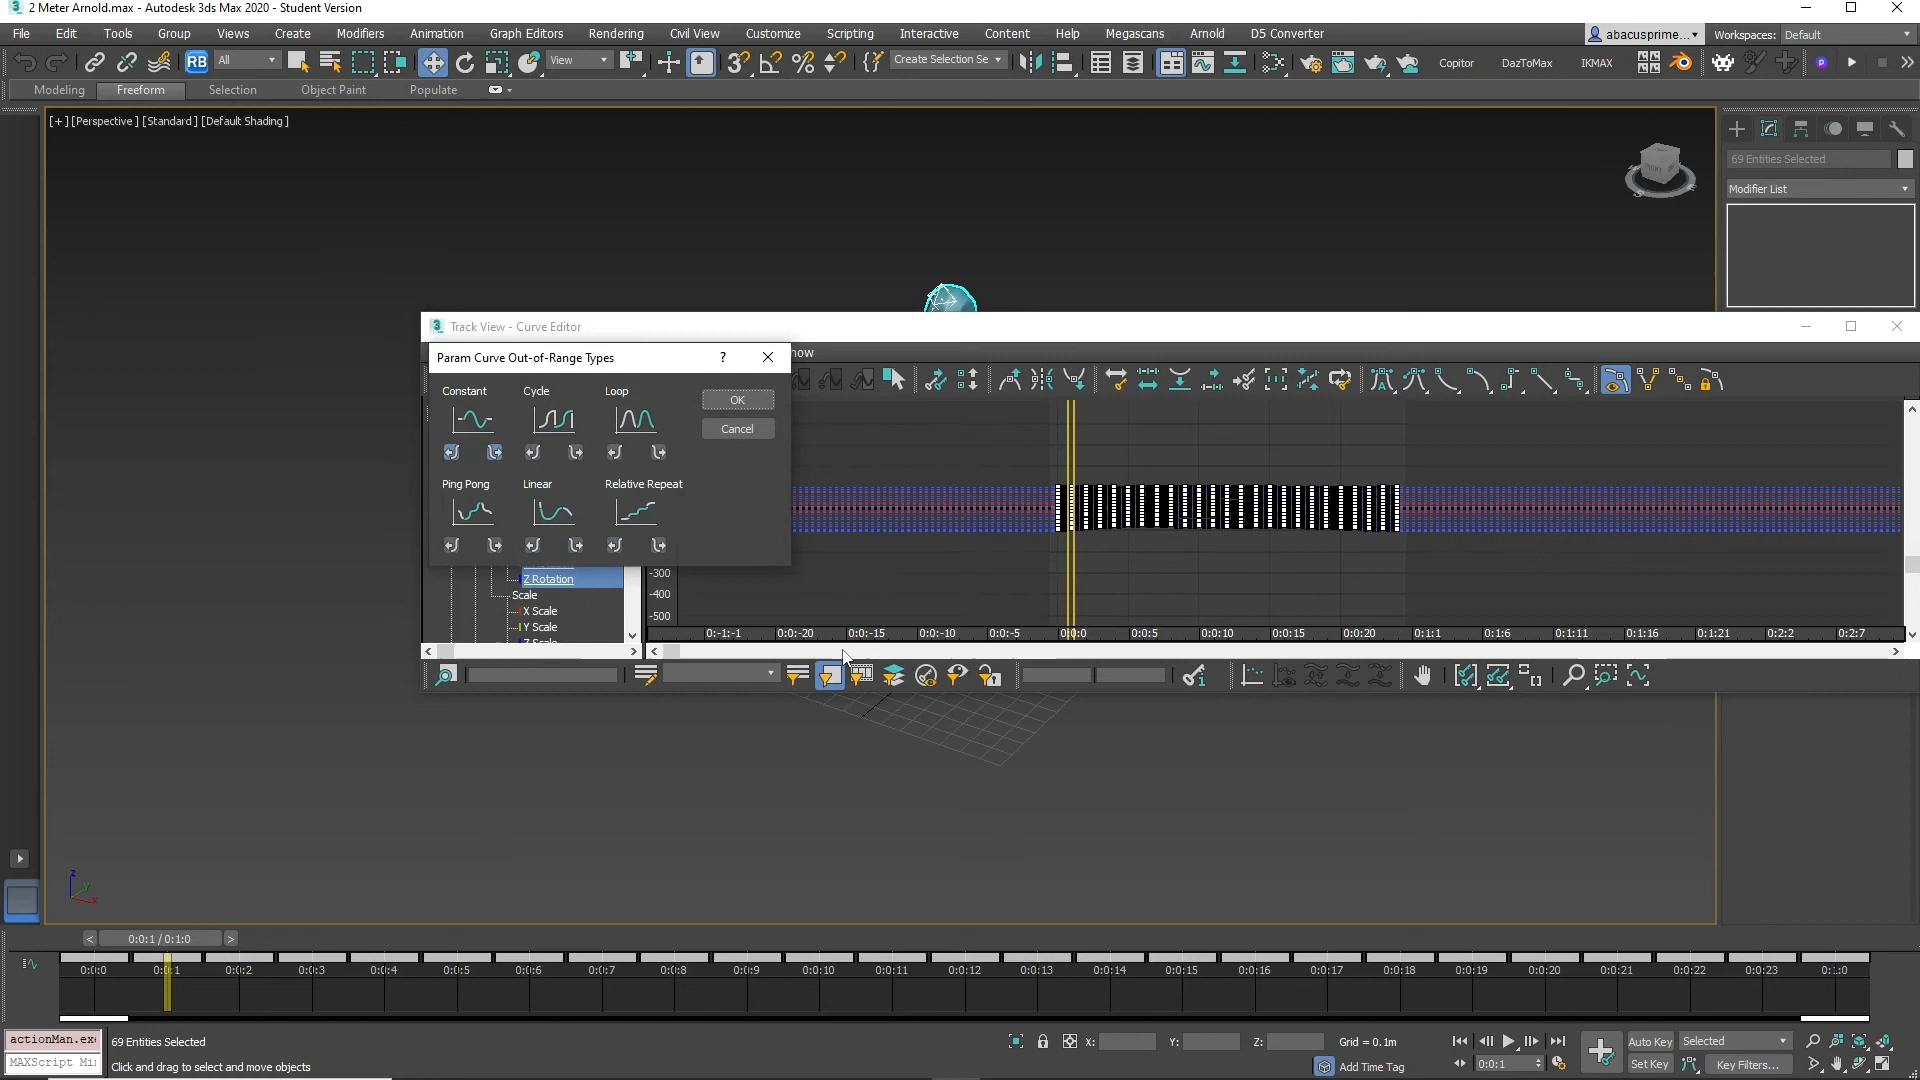 2 Meter Arnold.max - Autodesk 3ds Max 2020 - Student Version
File Edit Tools Group Views Create Modifiers Animation Graph Editors Rendering Civil View Customize Scripting Interactive Content Help Megascans Arnold D5 Converter
abacusprime... Workspaces: Default
RB All View Create Selection Se Copitor DazToMax IKMAX
Modeling Freeform Selection Object Paint Populate
[+] [Perspective] [Standard] [Default Shading]
69 Entities Selected
Modifier List
Track View - Curve Editor
Param Curve Out-of-Range Types ?
Constant Cycle Loop
OK
Cancel
Ping Pong Linear Relative Repeat
Z Rotation
Scale
X Scale
Y Scale
-300
-400
-500
0:-1:-1 0:0:-20 0:0:-15 0:0:-10 0:0:-5 0:0:0 0:0:5 0:0:10 0:0:15 0:0:20 0:1:1 0:1:6 0:1:11 0:1:16 0:1:21 0:2:2 0:2:7
< 0:0:1 / 0:1:0 >
0:0:0 0:0:1 0:0:2 0:0:3 0:0:4 0:0:5 0:0:6 0:0:7 0:0:8 0:0:9 0:0:10 0:0:11 0:0:12 0:0:13 0:0:14 0:0:15 0:0:16 0:0:17 0:0:18 0:0:19 0:0:20 0:0:21 0:0:22 0:0:23 0:1:0
actionMan.exe 69 Entities Selected X: Y: Z: Grid = 0.1m Auto Key Selected
MAXScript Mi Click and drag to select and move objects Add Time Tag 0:0:1 Set Key Key Filters...